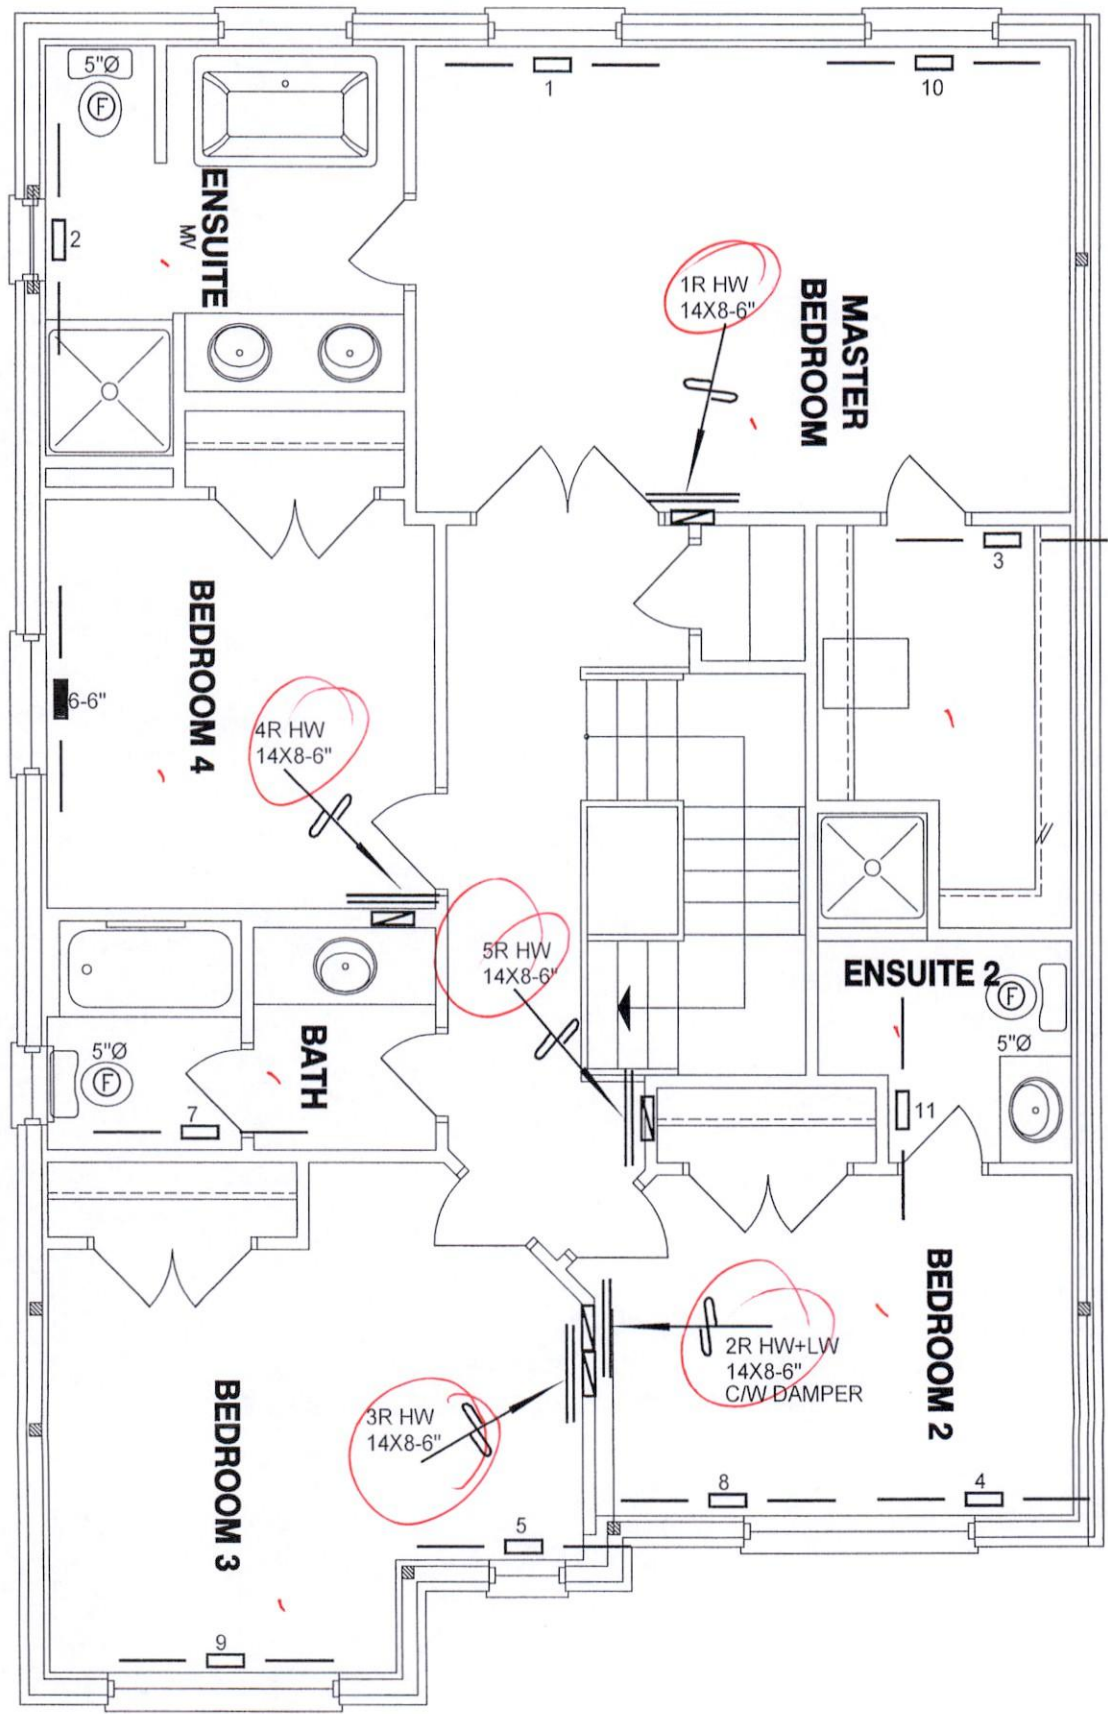 5"Ø
F
1
10
ENSUITE
MV
2
1R HW
14X8-6"
MASTER
BEDROOM
3
BEDROOM 4
6-6"
4R HW
14X8-6"
5R HW
14X8-6"
ENSUITE 2
F
5"Ø
BATH
5"Ø
F
7
11
BEDROOM 2
2R HW+LW
14X8-6"
C/W DAMPER
BEDROOM 3
3R HW
14X8-6"
8
4
5
9